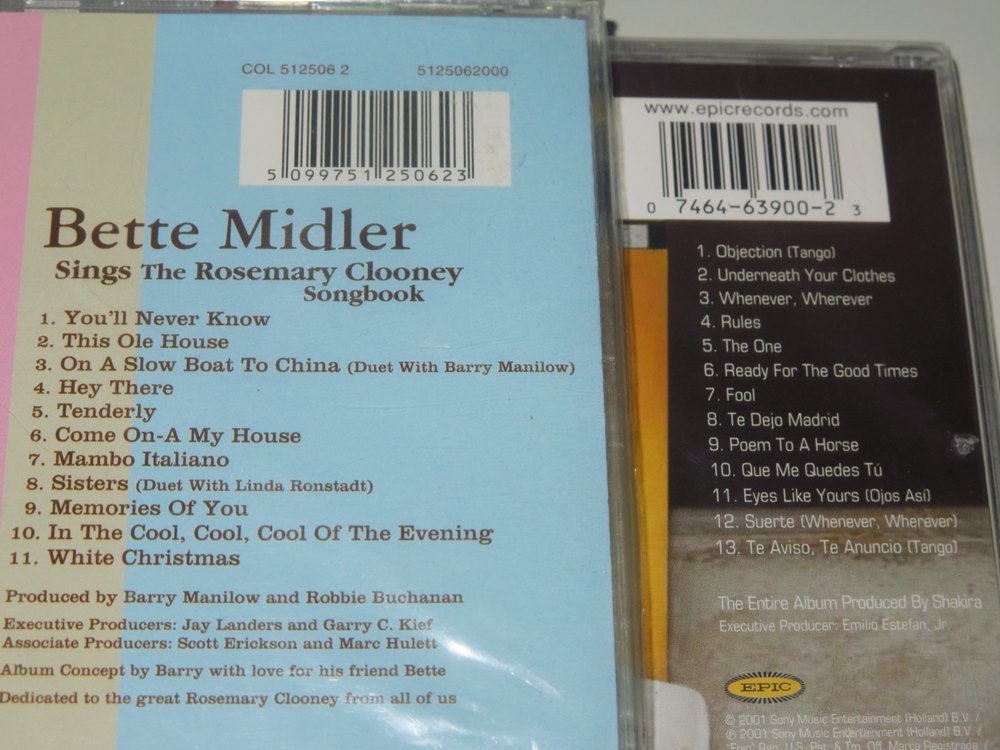 COL 512506 2 5125062000
5 099751 250623
Bette Midler
Sings The Rosemary Clooney
Songbook
1. You'll Never Know
2. This Ole House
3. On A Slow Boat To China (Duet With Barry Manilow)
4. Hey There
5. Tenderly
6. Come On-A My House
7. Mambo Italiano
8. Sisters (Duet With Linda Ronstadt)
9. Memories Of You
10. In The Cool, Cool, Cool Of The Evening
11. White Christmas
Produced by Barry Manilow and Robbie Buchanan
Executive Producers: Jay Landers and Garry C. Kief
Associate Producers: Scott Erickson and Marc Hulett
Album Concept by Barry with love for his friend Bette
Dedicated to the great Rosemary Clooney from all of us
www.epicrecords.com
0 7464-63900-2 3
1. Objection (Tango)
2. Underneath Your Clothes
3. Whenever, Wherever
4. Rules
5. The One
6. Ready For The Good Times
7. Fool
8. Te Dejo Madrid
9. Poem To A Horse
10. Que Me Quedes Tú
11. Eyes Like Yours (Ojos Así)
12. Suerte (Whenever, Wherever)
13. Te Aviso, Te Anuncio (Tango)
The Entire Album Produced By Shakira
Executive Producer: Emilio Estefan, Jr.
EPIC
© 2001 Sony Music Entertainment (Holland) B.V. /
℗ 2001 Sony Music Entertainment (Holland) B.V. /
"Epic" Reg. U.S. Pat. & Tm. Off. Marca Registrada